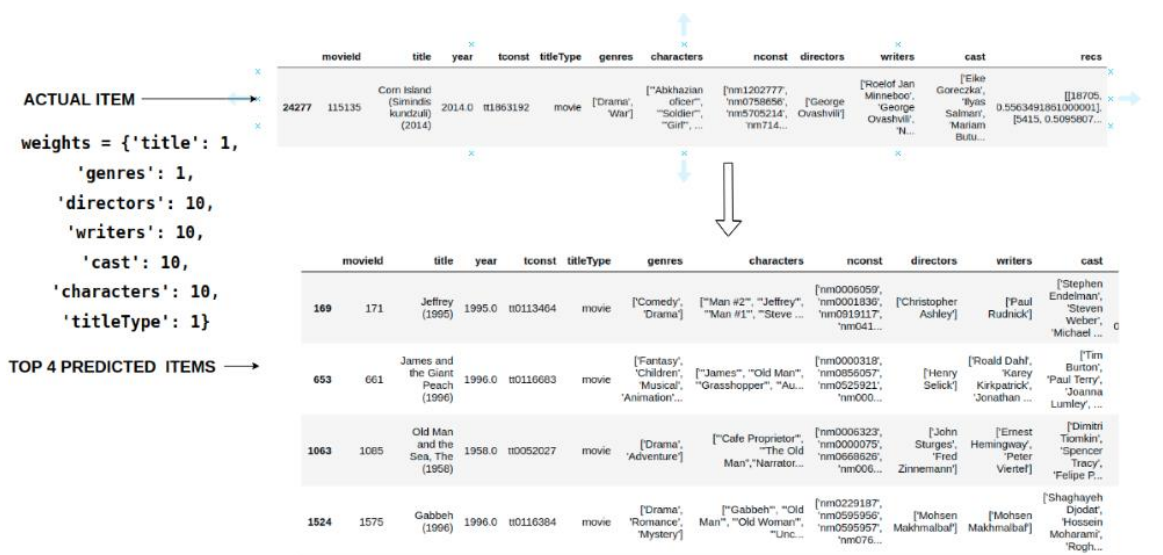 movieId title year tconst titleType genres characters nconst directors writers cast recs
ACTUAL ITEM
24277 115135 Corn Island (Simindis kundzuli) (2014) 2014.0 tt1863192 movie ['Drama', 'War'] ['"Abkhazian oficer"', '"Soldier"', '"Girl"', ... ['nm1202777', 'nm0758656', 'nm5705214', 'nm714... ['George Ovashvili'] ['Roelof Jan Minneboo', 'George Ovashvili', 'N... ['Eike Goreczka', 'Ilyas Salman', 'Mariam Butu... [[18705, 0.5563491861000001], [5415, 0.5095807...
weights = {'title': 1,
'genres': 1,
'directors': 10,
'writers': 10,
'cast': 10,
'characters': 10,
'titleType': 1}
TOP 4 PREDICTED ITEMS
movieId title year tconst titleType genres characters nconst directors writers cast
169 171 Jeffrey (1995) 1995.0 tt0113464 movie ['Comedy', 'Drama'] ['"Man #2"', '"Jeffrey"', '"Man #1"', '"Steve ... ['nm0006059', 'nm0001836', 'nm0919117', 'nm041... ['Christopher Ashley'] ['Paul Rudnick'] ['Stephen Endelman', 'Steven Weber', 'Michael ...
653 661 James and the Giant Peach (1996) 1996.0 tt0116683 movie ['Fantasy', 'Children', 'Musical', 'Animation'... ['"James"', '"Old Man"', '"Grasshopper"', '"Au... ['nm0000318', 'nm0856057', 'nm0525921', 'nm000... ['Henry Selick'] ['Roald Dahl', 'Karey Kirkpatrick', 'Jonathan ... ['Tim Burton', 'Paul Terry', 'Joanna Lumley', ...
1063 1085 Old Man and the Sea, The (1958) 1958.0 tt0052027 movie ['Drama', 'Adventure'] ['"Cafe Proprietor"', '"The Old Man","Narrator... ['nm0006323', 'nm0000075', 'nm0668626', 'nm006... ['John Sturges', 'Fred Zinnemann'] ['Ernest Hemingway', 'Peter Viertel'] ['Dimitri Tiomkin', 'Spencer Tracy', 'Felipe P...
1524 1575 Gabbeh (1996) 1996.0 tt0116384 movie ['Drama', 'Romance', 'Mystery'] ['"Gabbeh"', '"Old Man"', '"Old Woman"', '"Unc... ['nm0229187', 'nm0595956', 'nm0595957', 'nm076... ['Mohsen Makhmalbaf'] ['Mohsen Makhmalbaf'] ['Shaghayeh Djodat', 'Hossein Moharami', 'Rogh...